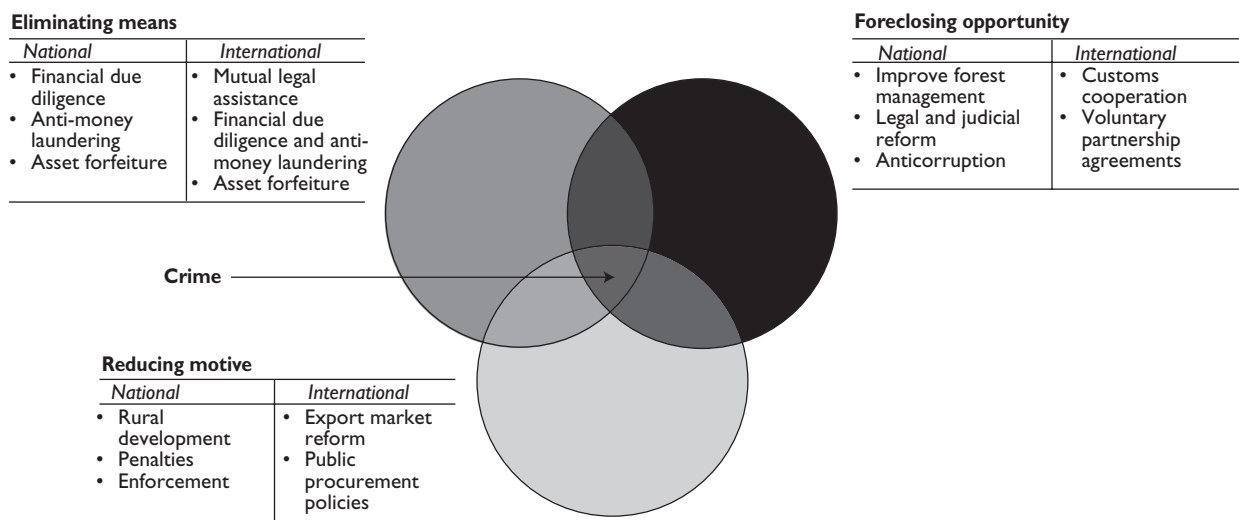 Eliminating means
National
International
• Financial due
diligence
• Anti-money
laundering
• Asset forfeiture
• Mutual legal
assistance
• Financial due
diligence and anti-
money laundering
• Asset forfeiture
Foreclosing opportunity
National
International
• Improve forest
management
• Legal and judicial
reform
• Anticorruption
• Customs
cooperation
• Voluntary
partnership
agreements
Crime
Reducing motive
National
International
• Rural
development
• Penalties
• Enforcement
• Export market
reform
• Public
procurement
policies